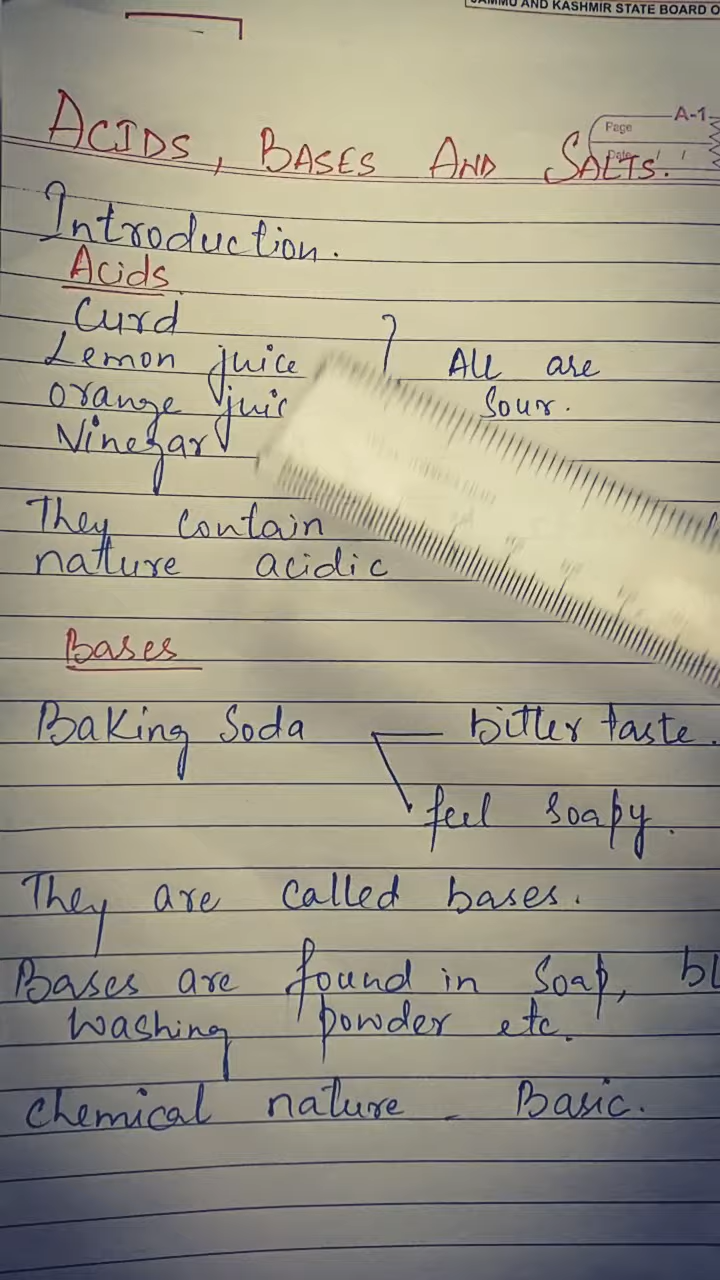 JAMMU AND KASHMIR STATE BOARD O
A-1
Page
Date / /
ACIDS, BASES AND SALTS.
Introduction.
Acids
Curd
Lemon juice } All are
Orange juic Sour.
Vinegar
They contain
nature acidic
Bases
Baking Soda — bitter taste.
feel soapy.
They are called bases.
Bases are found in Soap, bl
washing powder etc.
chemical nature - Basic.